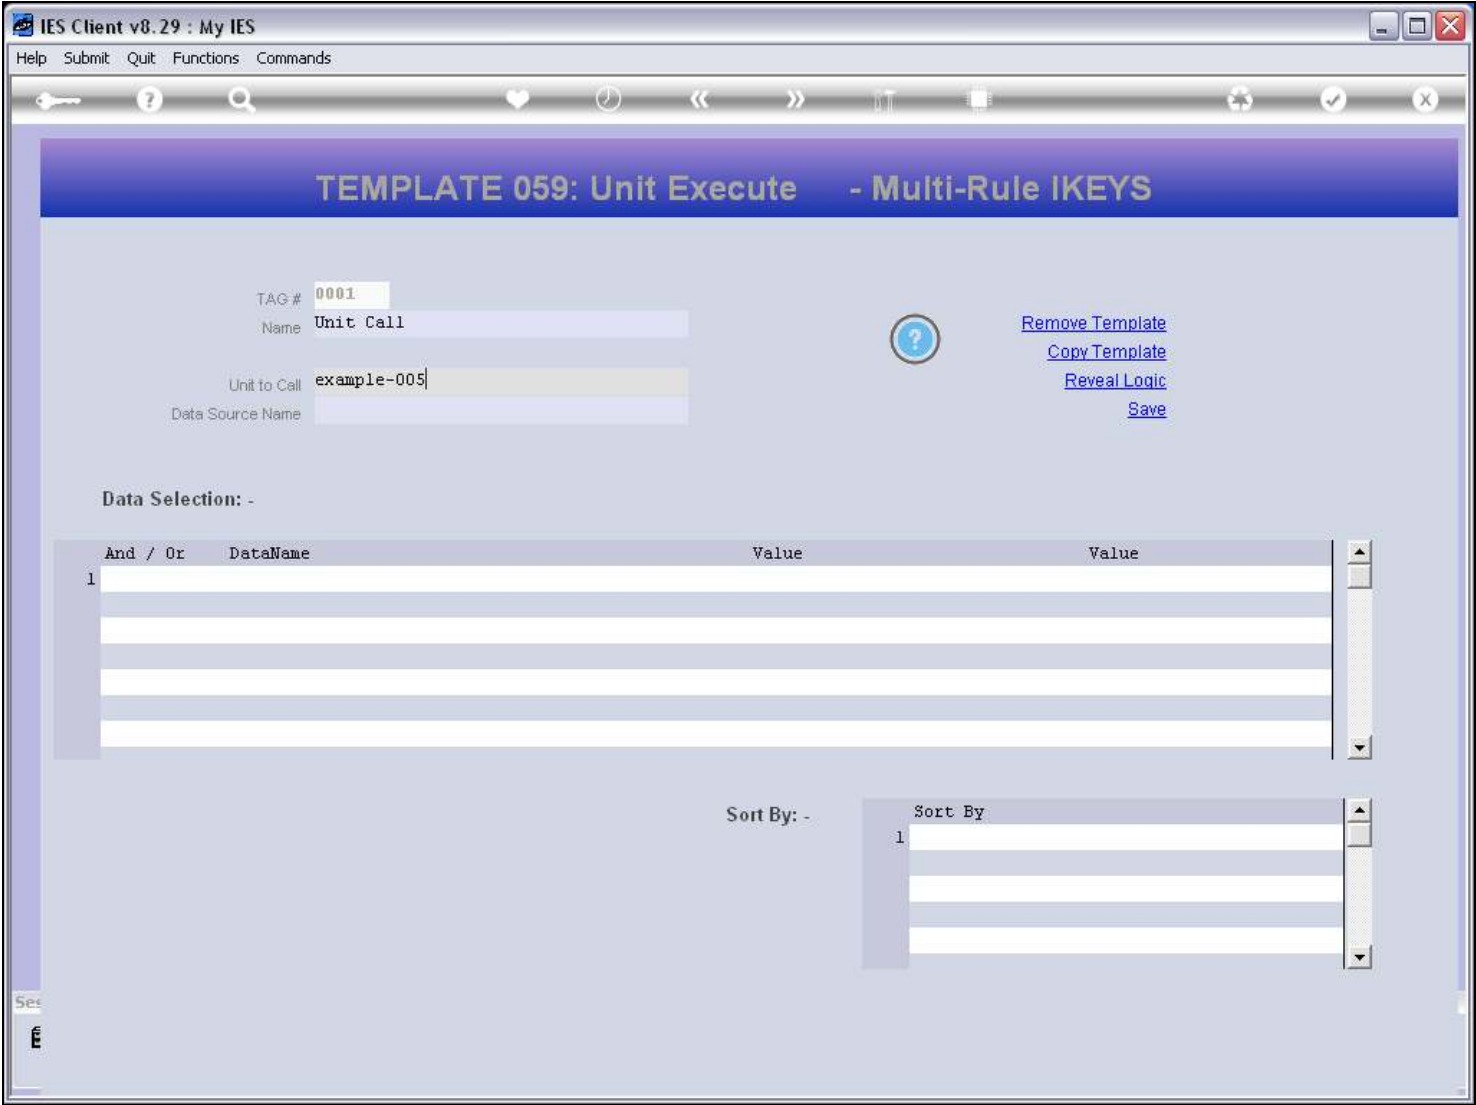 IES Client v8.29 : My IES
Help Submit Quit Functions Commands
TEMPLATE 059: Unit Execute - Multi-Rule IKEYS
TAG # 0001
Name Unit Call
Unit to Call example-005
Data Source Name
?
Remove Template
Copy Template
Reveal Logic
Save
Data Selection: -
And / Or DataName Value Value
1
Sort By: -
Sort By
1
Ses